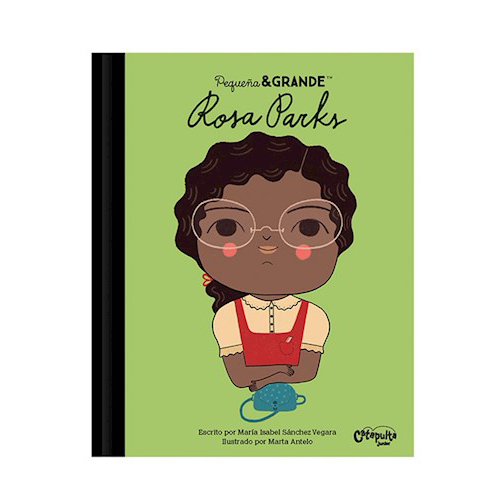 Pequeña &GRANDE™
Rosa Parks
Escrito por María Isabel Sánchez Vegara
Ilustrado por Marta Antelo
Catapulta
junior